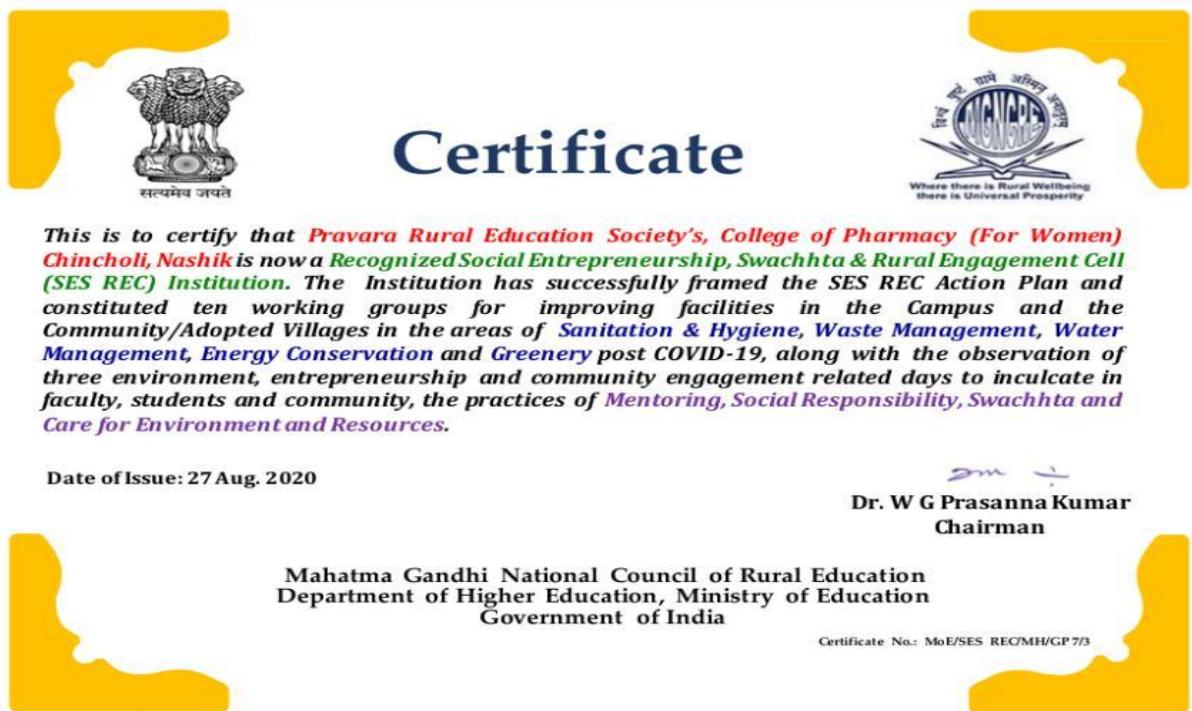 सत्यमेव जयते
Certificate
विश्वं पुष्टं ग्रामे अस्मिन् अनातुरम्
MGNCRE
Where there is Rural Wellbeing
there is Universal Prosperity
This is to certify that Pravara Rural Education Society's, College of Pharmacy (For Women)
Chincholi, Nashik is now a Recognized Social Entrepreneurship, Swachhta & Rural Engagement Cell
(SES REC) Institution. The Institution has successfully framed the SES REC Action Plan and
constituted ten working groups for improving facilities in the Campus and the
Community/Adopted Villages in the areas of Sanitation & Hygiene, Waste Management, Water
Management, Energy Conservation and Greenery post COVID-19, along with the observation of
three environment, entrepreneurship and community engagement related days to inculcate in
faculty, students and community, the practices of Mentoring, Social Responsibility, Swachhta and
Care for Environment and Resources.
Date of Issue: 27 Aug. 2020
Dr. W G Prasanna Kumar
Chairman
Mahatma Gandhi National Council of Rural Education
Department of Higher Education, Ministry of Education
Government of India
Certificate No.: MoE/SES REC/MH/GP 7/3